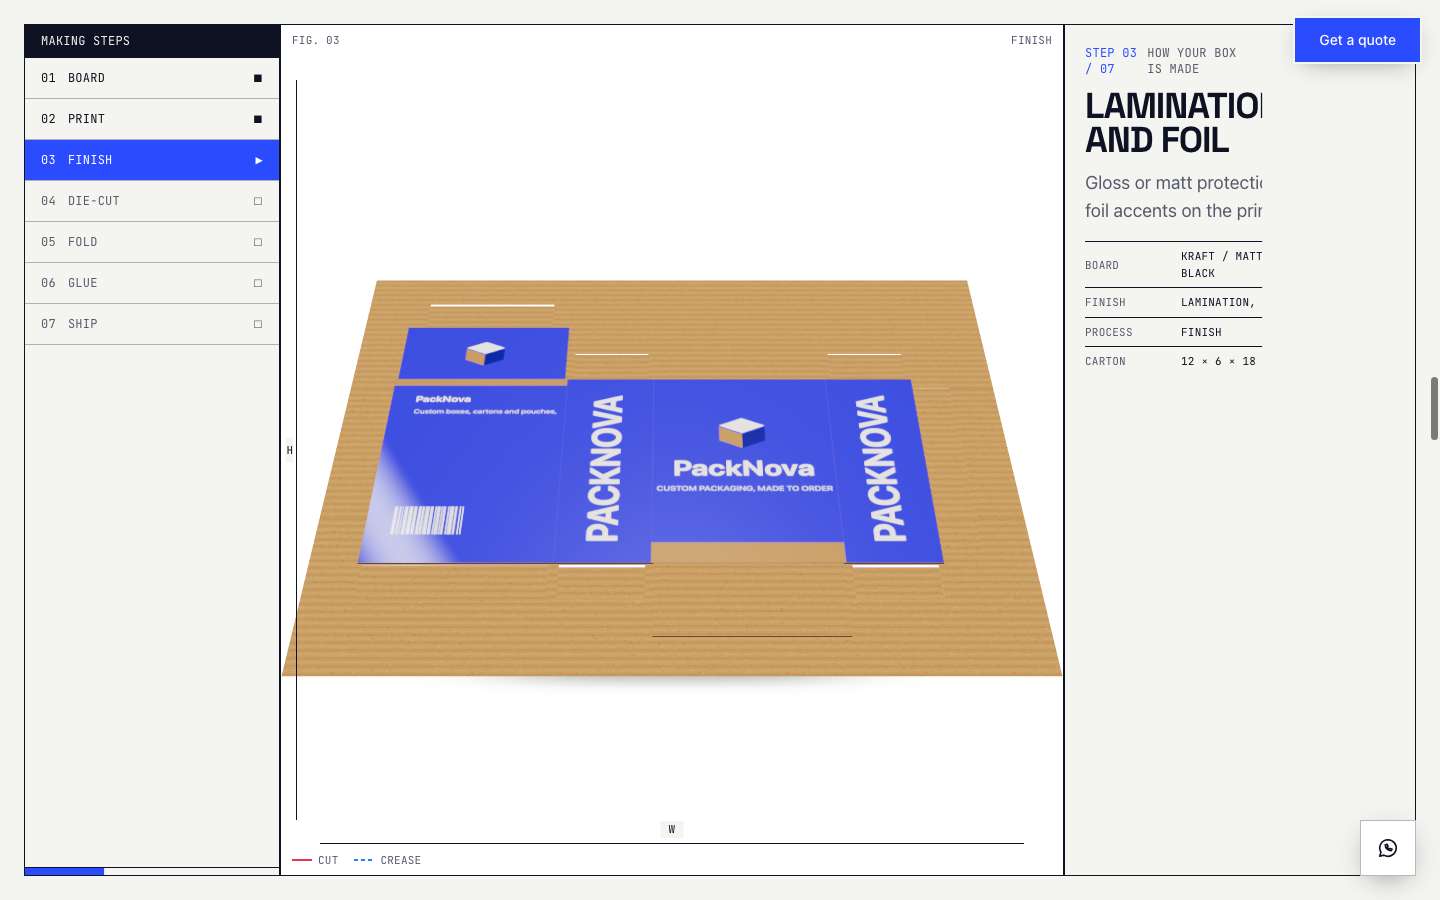 MAKING STEPS
01 BOARD
02 PRINT
03 FINISH
04 DIE-CUT
05 FOLD
06 GLUE
07 SHIP
FIG. 03
FINISH
H
PackNova
Custom boxes, cartons and pouches,
PACKNOVA
PackNova
CUSTOM PACKAGING, MADE TO ORDER
PACKNOVA
W
CUT
CREASE
Get a quote
STEP 03 / 07
HOW YOUR BOX IS MADE
LAMINATIO
AND FOIL
Gloss or matt protectio
foil accents on the prin
BOARD KRAFT / MATT
BLACK
FINISH LAMINATION,
PROCESS FINISH
CARTON 12 × 6 × 18